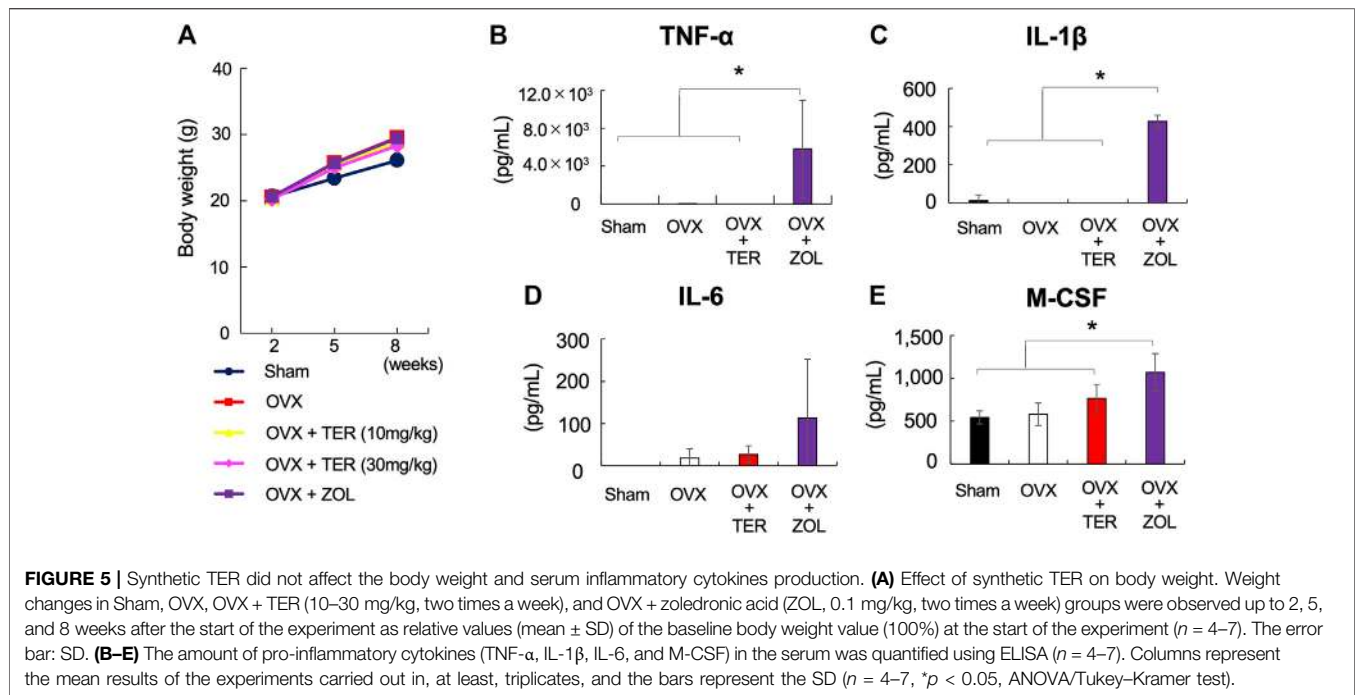 A
Body weight (g)
40
30
20
10
0
2 5 8
(weeks)
Sham
OVX
OVX + TER (10mg/kg)
OVX + TER (30mg/kg)
OVX + ZOL
B TNF-α
*
(pg/mL)
12.0×10³
8.0×10³
4.0×10³
0
Sham OVX OVX OVX
+ +
TER ZOL
C IL-1β
*
(pg/mL)
600
400
200
0
Sham OVX OVX OVX
+ +
TER ZOL
D IL-6
(pg/mL)
300
200
100
0
Sham OVX OVX OVX
+ +
TER ZOL
E M-CSF
*
(pg/mL)
1,500
1,000
500
0
Sham OVX OVX OVX
+ +
TER ZOL
FIGURE 5 | Synthetic TER did not affect the body weight and serum inflammatory cytokines production. (A) Effect of synthetic TER on body weight. Weight
changes in Sham, OVX, OVX + TER (10–30 mg/kg, two times a week), and OVX + zoledronic acid (ZOL, 0.1 mg/kg, two times a week) groups were observed up to 2, 5,
and 8 weeks after the start of the experiment as relative values (mean ± SD) of the baseline body weight value (100%) at the start of the experiment (n = 4–7). The error
bar: SD. (B–E) The amount of pro-inflammatory cytokines (TNF-α, IL-1β, IL-6, and M-CSF) in the serum was quantified using ELISA (n = 4–7). Columns represent
the mean results of the experiments carried out in, at least, triplicates, and the bars represent the SD (n = 4–7, *p < 0.05, ANOVA/Tukey–Kramer test).